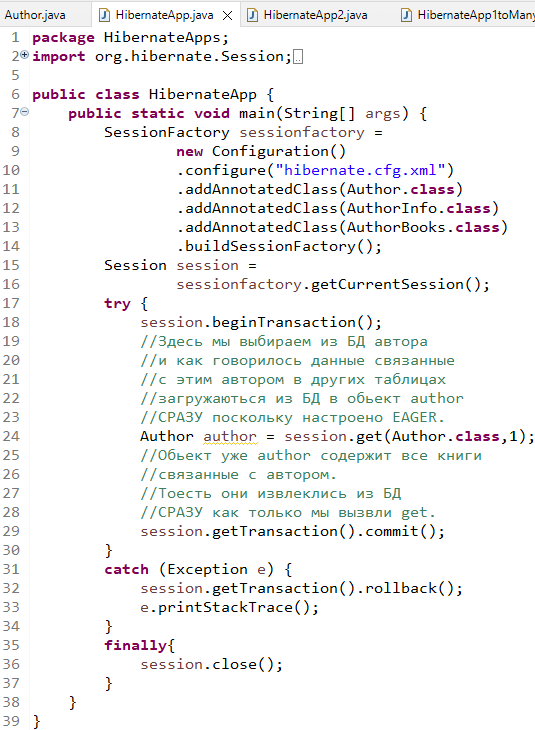 Author.java HibernateApp.java HibernateApp2.java HibernateApp1toMany
1 package HibernateApps;
2 import org.hibernate.Session;
5
6 public class HibernateApp {
7 public static void main(String[] args) {
8 SessionFactory sessionfactory =
9 new Configuration()
10 .configure("hibernate.cfg.xml")
11 .addAnnotatedClass(Author.class)
12 .addAnnotatedClass(AuthorInfo.class)
13 .addAnnotatedClass(AuthorBooks.class)
14 .buildSessionFactory();
15 Session session =
16 sessionfactory.getCurrentSession();
17 try {
18 session.beginTransaction();
19 //Здесь мы выбираем из БД автора
20 //и как говорилось данные связанные
21 //с этим автором в других таблицах
22 //загружаються из БД в обьект author
23 //СРАЗУ поскольку настроено EAGER.
24 Author author = session.get(Author.class,1);
25 //Обьект уже author содержит все книги
26 //связанные с автором.
27 //Тоесть они извлеклись из БД
28 //СРАЗУ как только мы вызвли get.
29 session.getTransaction().commit();
30 }
31 catch (Exception e) {
32 session.getTransaction().rollback();
33 e.printStackTrace();
34 }
35 finally{
36 session.close();
37 }
38 }
39 }